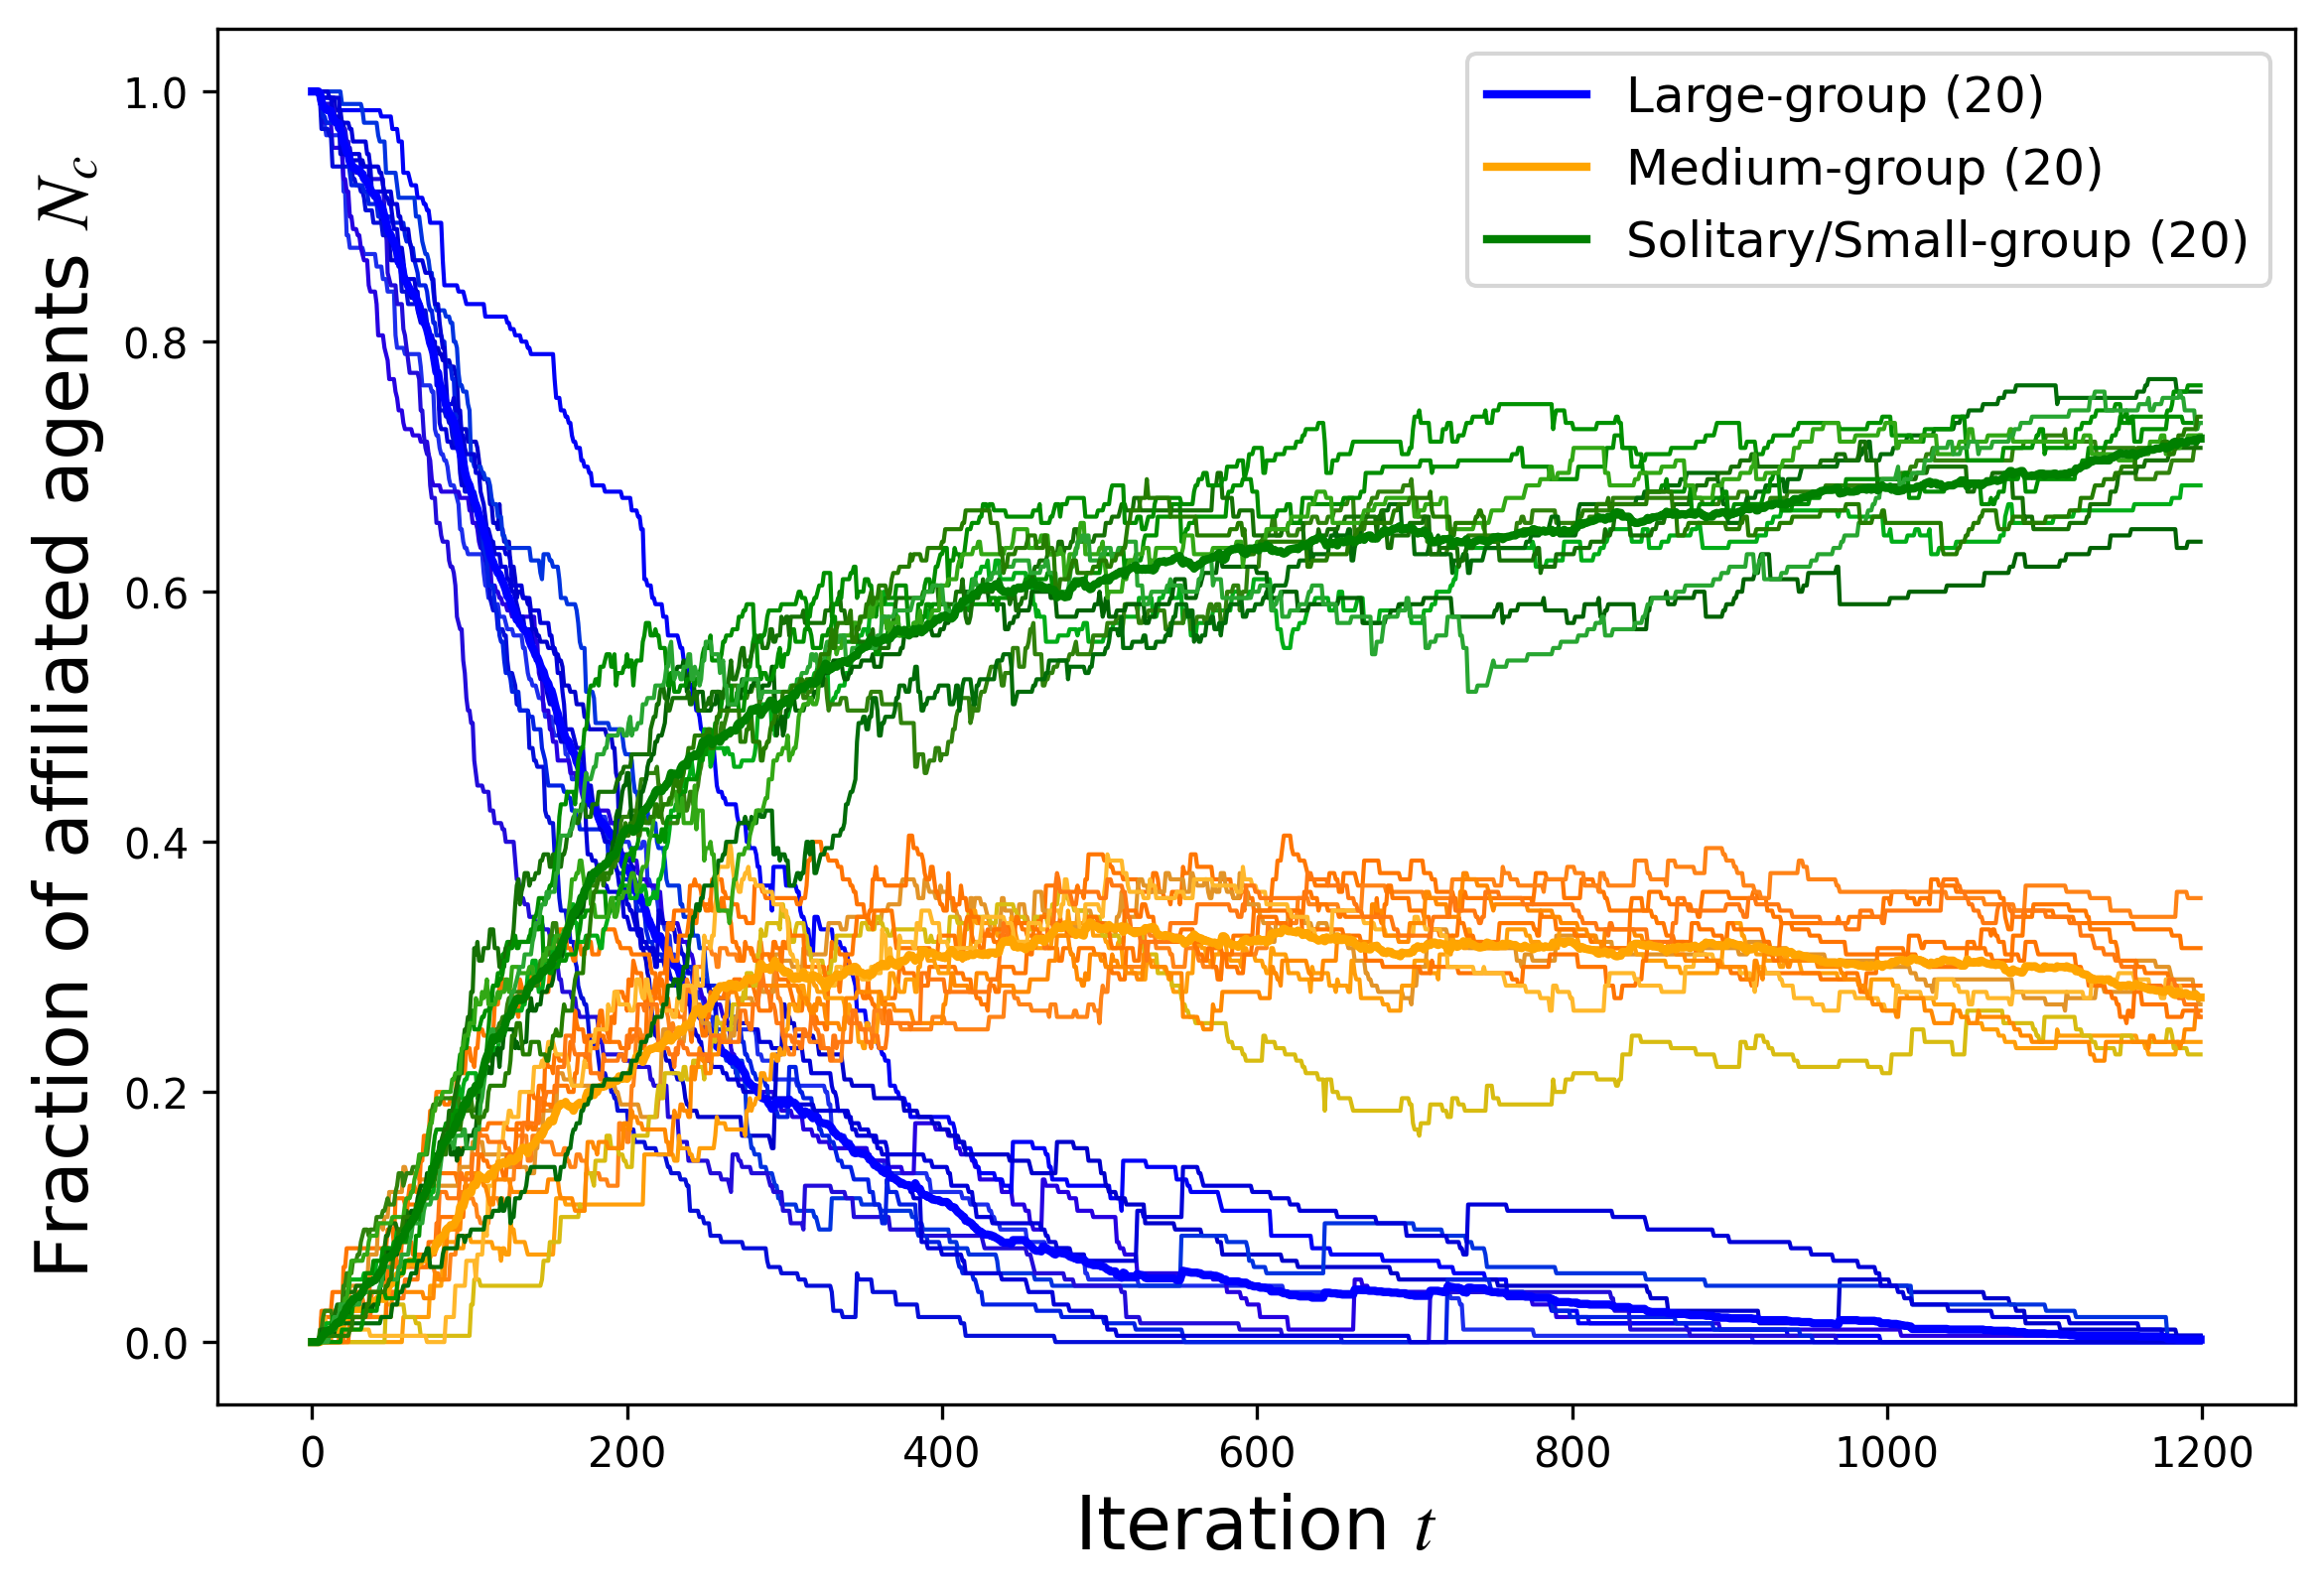 Large-group (20)
Medium-group (20)
Solitary/Small-group (20)
Fraction of affiliated agents N_c
1.0
0.8
0.6
0.4
0.2
0.0
0 200 400 600 800 1000 1200
Iteration t